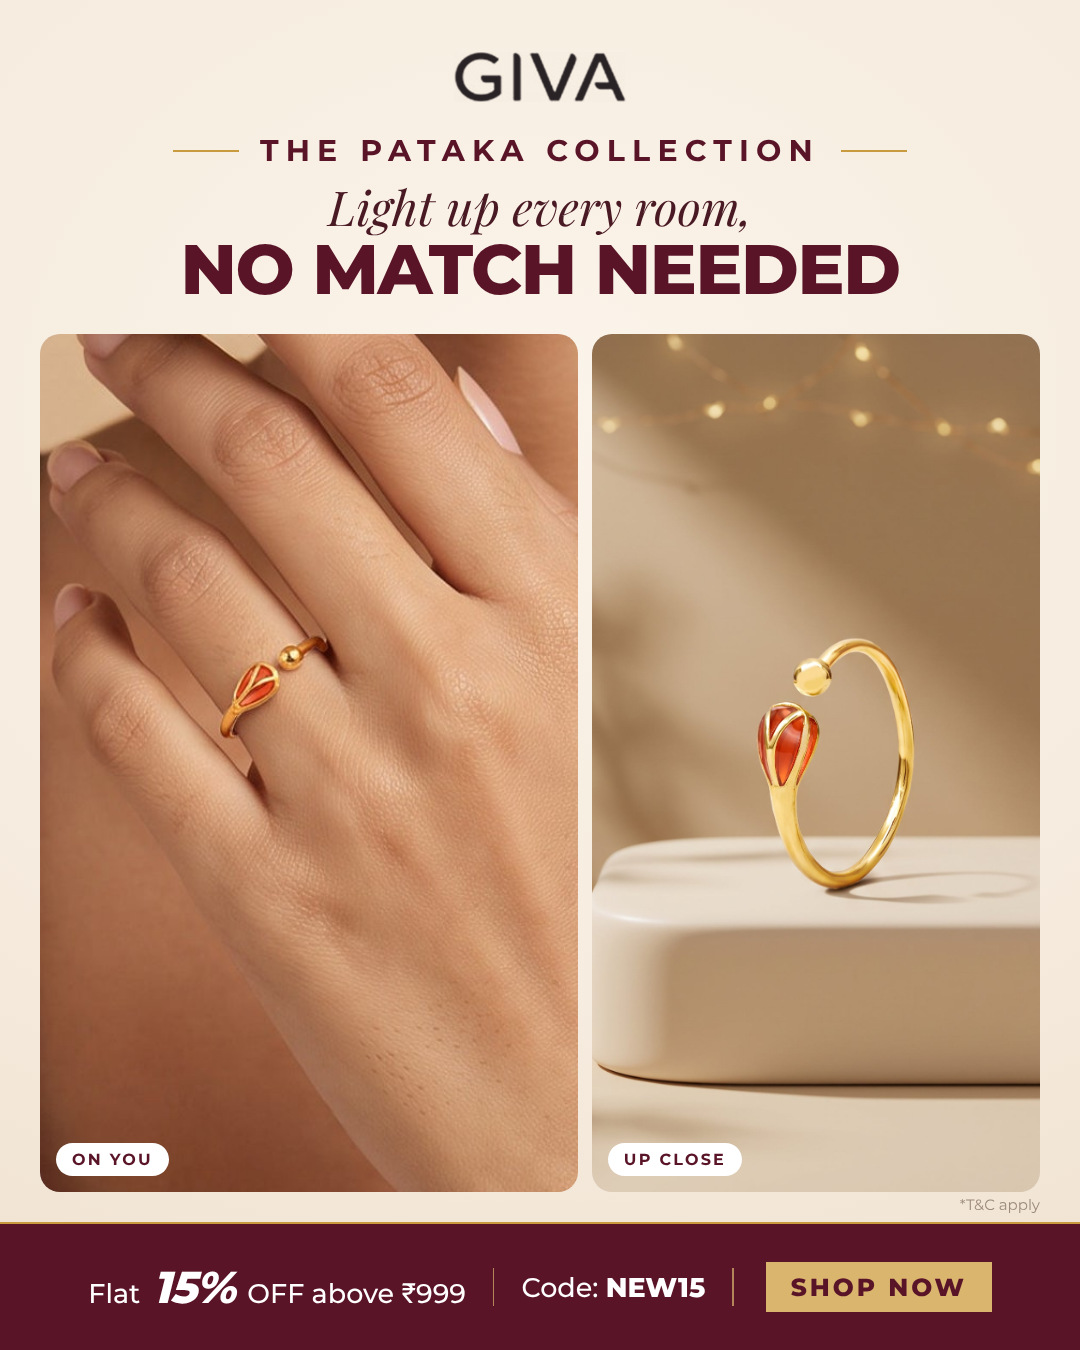 GIVA
THE PATAKA COLLECTION
Light up every room,
NO MATCH NEEDED
ON YOU
UP CLOSE
*T&C apply
Flat 15% OFF above ₹999
Code: NEW15
SHOP NOW